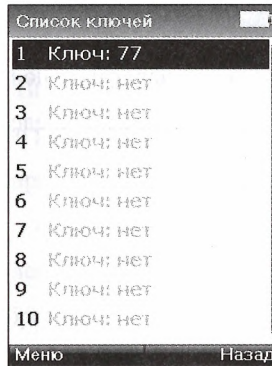 Список ключей
1 Ключ: 77
2 Ключ: нет
3 Ключ: нет
4 Ключ: нет
5 Ключ: нет
6 Ключ: нет
7 Ключ: нет
8 Ключ: нет
9 Ключ: нет
10 Ключ: нет
Меню Назад